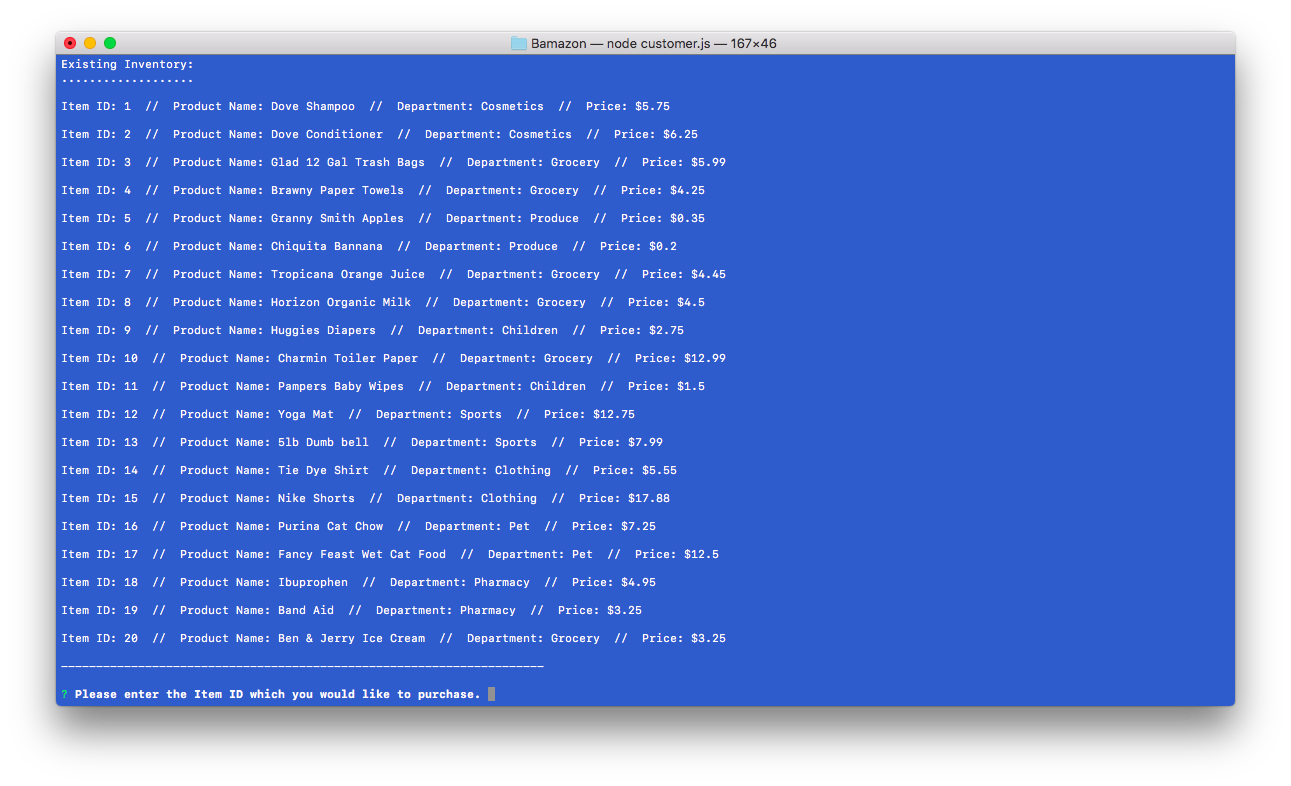 Bamazon — node customer.js — 167×46
Existing Inventory:
...................
Item ID: 1  //  Product Name: Dove Shampoo  //  Department: Cosmetics  //  Price: $5.75
Item ID: 2  //  Product Name: Dove Conditioner  //  Department: Cosmetics  //  Price: $6.25
Item ID: 3  //  Product Name: Glad 12 Gal Trash Bags  //  Department: Grocery  //  Price: $5.99
Item ID: 4  //  Product Name: Brawny Paper Towels  //  Department: Grocery  //  Price: $4.25
Item ID: 5  //  Product Name: Granny Smith Apples  //  Department: Produce  //  Price: $0.35
Item ID: 6  //  Product Name: Chiquita Bannana  //  Department: Produce  //  Price: $0.2
Item ID: 7  //  Product Name: Tropicana Orange Juice  //  Department: Grocery  //  Price: $4.45
Item ID: 8  //  Product Name: Horizon Organic Milk  //  Department: Grocery  //  Price: $4.5
Item ID: 9  //  Product Name: Huggies Diapers  //  Department: Children  //  Price: $2.75
Item ID: 10  //  Product Name: Charmin Toiler Paper  //  Department: Grocery  //  Price: $12.99
Item ID: 11  //  Product Name: Pampers Baby Wipes  //  Department: Children  //  Price: $1.5
Item ID: 12  //  Product Name: Yoga Mat  //  Department: Sports  //  Price: $12.75
Item ID: 13  //  Product Name: 5lb Dumb bell  //  Department: Sports  //  Price: $7.99
Item ID: 14  //  Product Name: Tie Dye Shirt  //  Department: Clothing  //  Price: $5.55
Item ID: 15  //  Product Name: Nike Shorts  //  Department: Clothing  //  Price: $17.88
Item ID: 16  //  Product Name: Purina Cat Chow  //  Department: Pet  //  Price: $7.25
Item ID: 17  //  Product Name: Fancy Feast Wet Cat Food  //  Department: Pet  //  Price: $12.5
Item ID: 18  //  Product Name: Ibuprophen  //  Department: Pharmacy  //  Price: $4.95
Item ID: 19  //  Product Name: Band Aid  //  Department: Pharmacy  //  Price: $3.25
Item ID: 20  //  Product Name: Ben & Jerry Ice Cream  //  Department: Grocery  //  Price: $3.25
_____________________________________________________________________
? Please enter the Item ID which you would like to purchase.